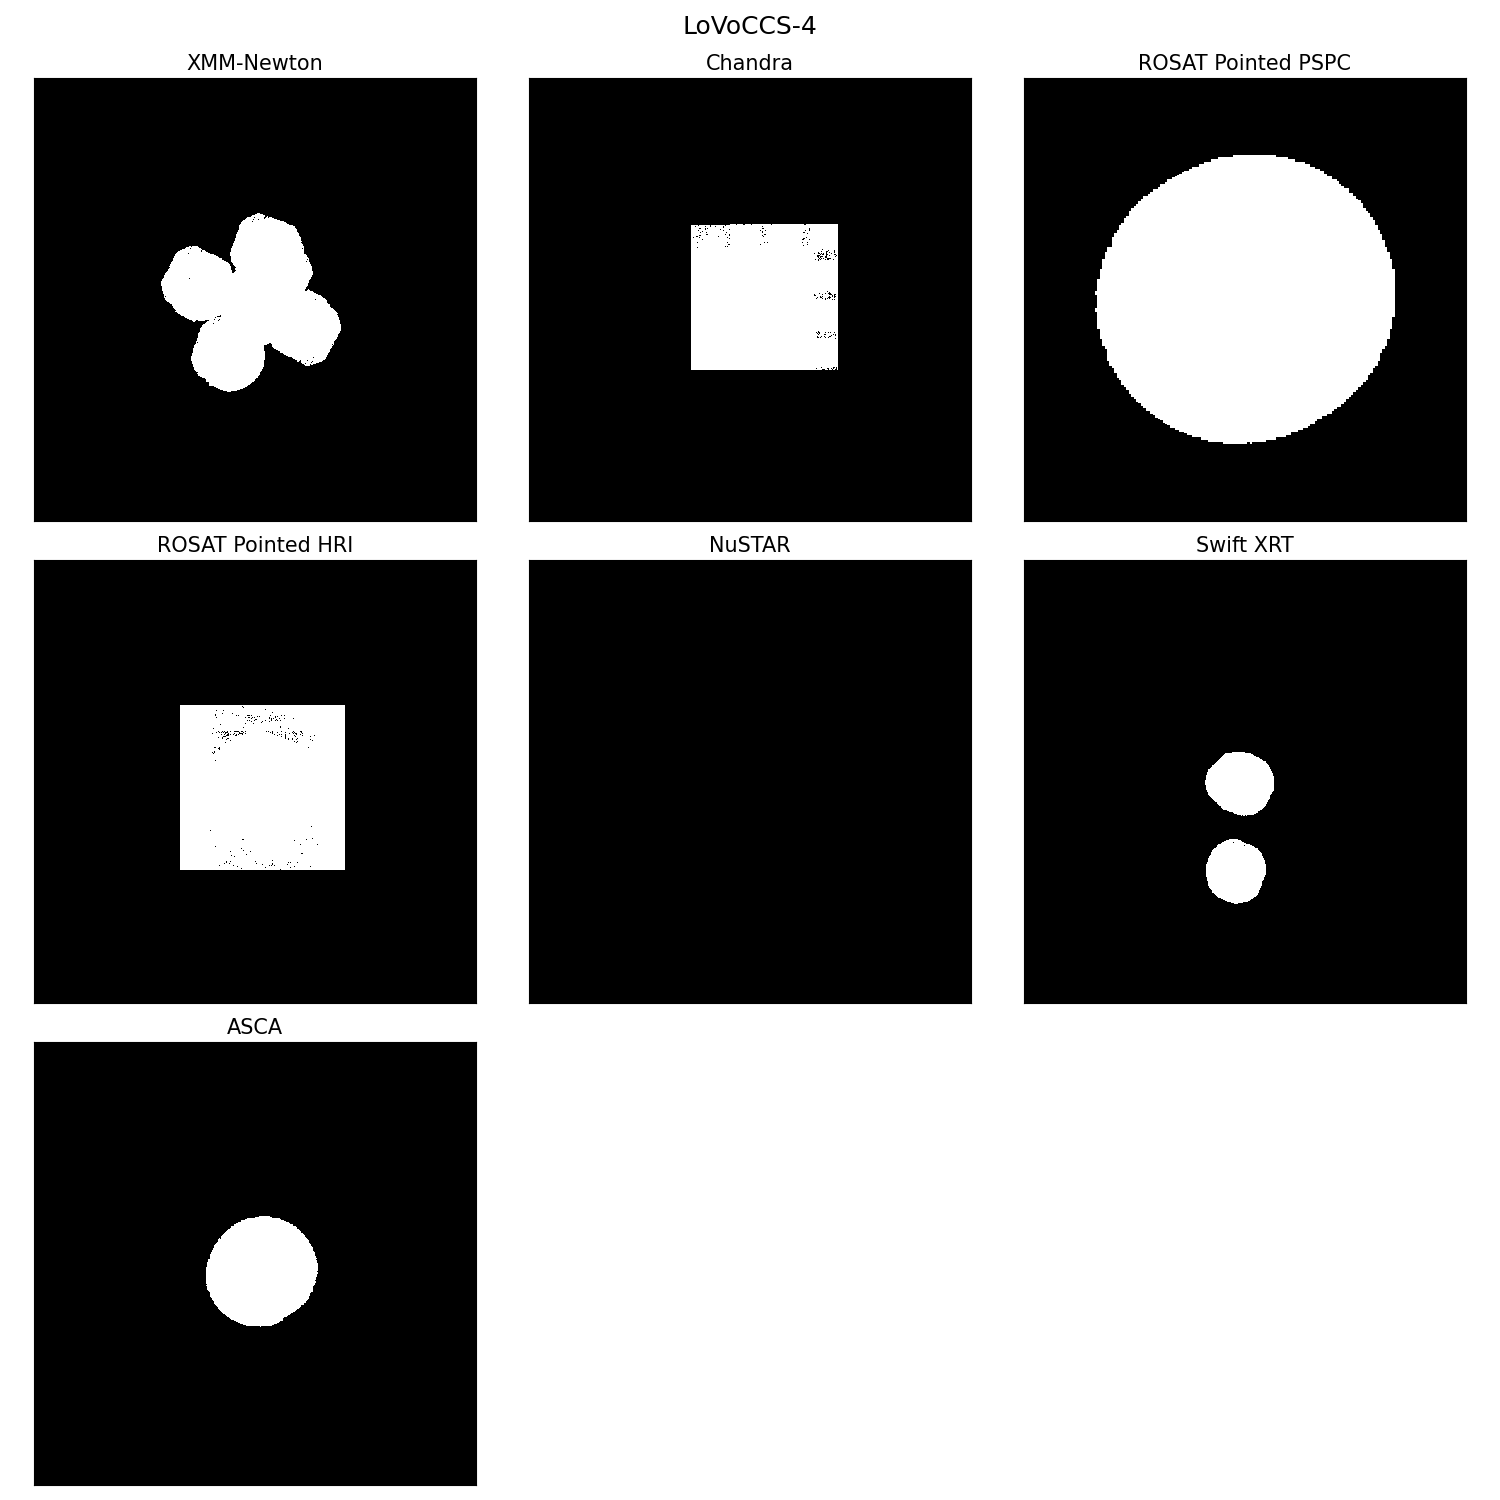 LoVoCCS-4
XMM-Newton
Chandra
ROSAT Pointed PSPC
ROSAT Pointed HRI
NuSTAR
Swift XRT
ASCA